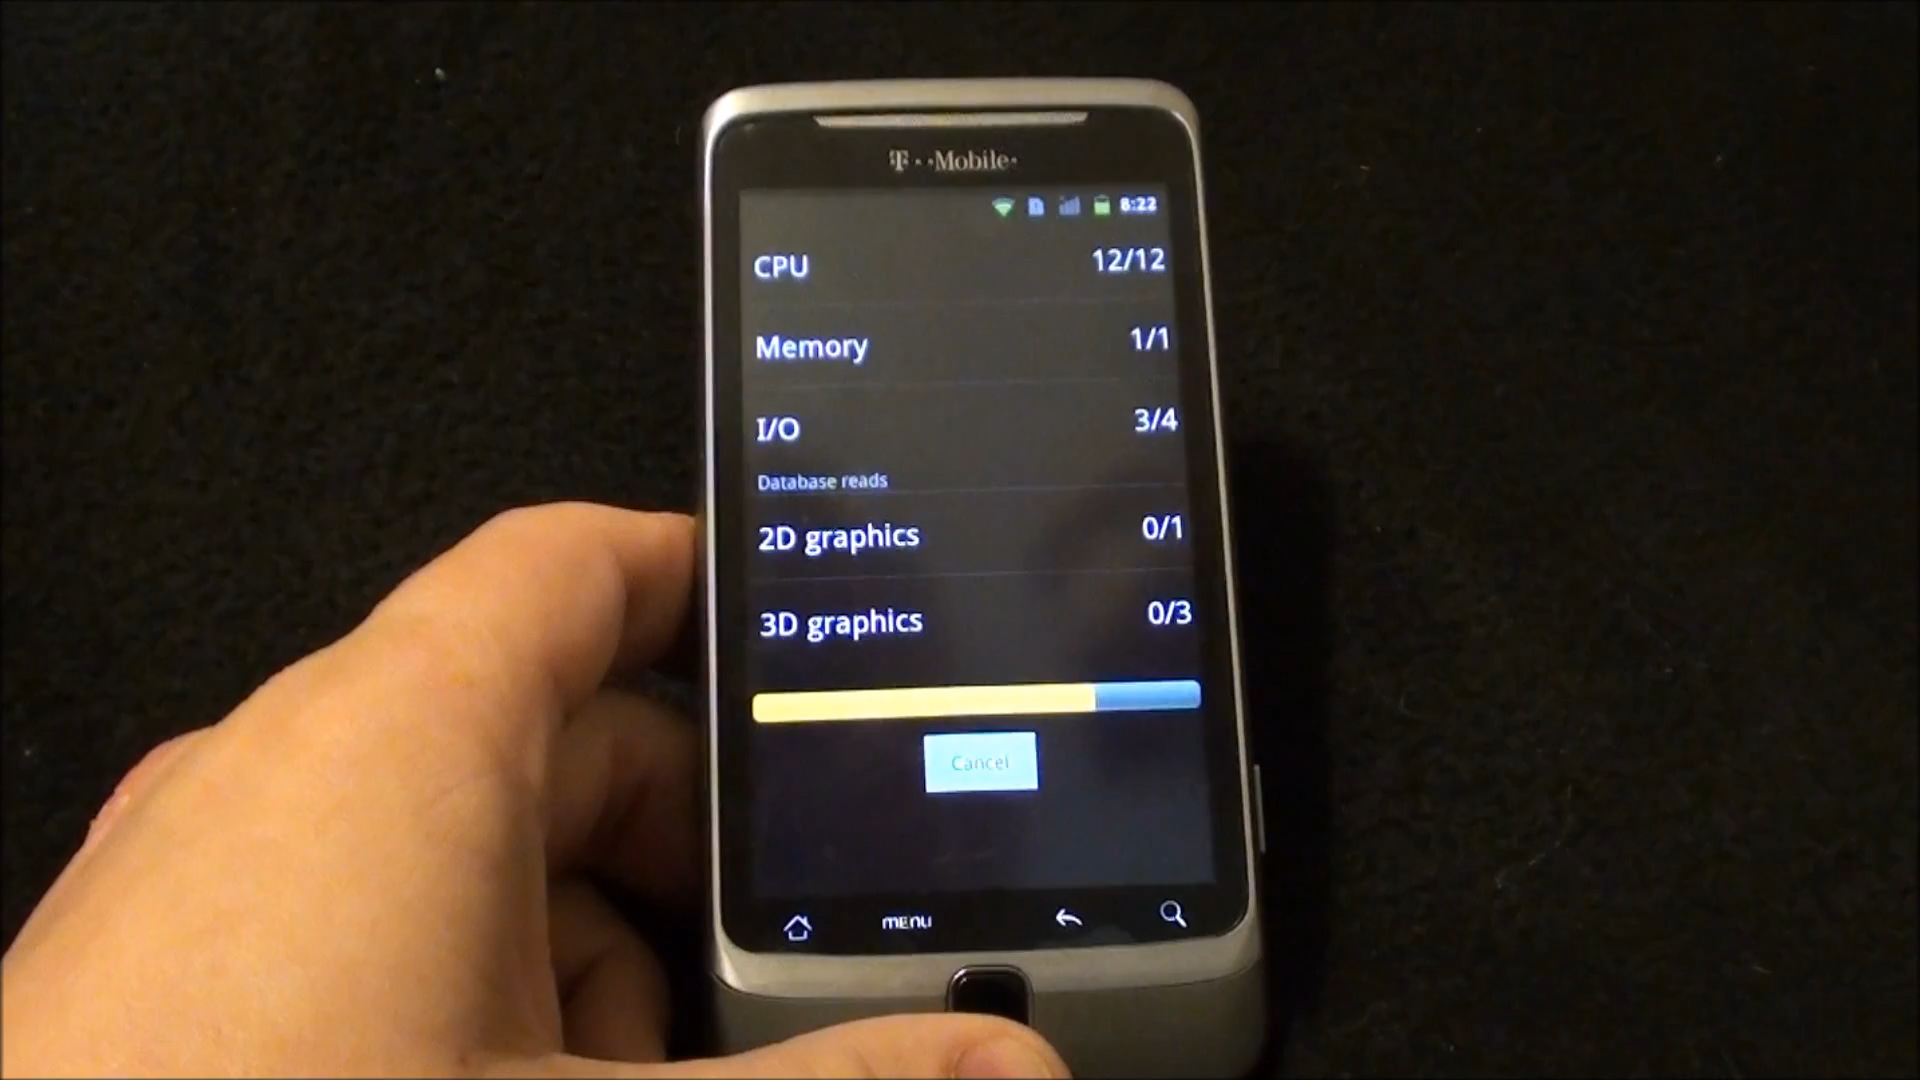 T··Mobile·
8:22
CPU 12/12
Memory 1/1
I/O 3/4
Database reads
2D graphics 0/1
3D graphics 0/3
Cancel
MENU